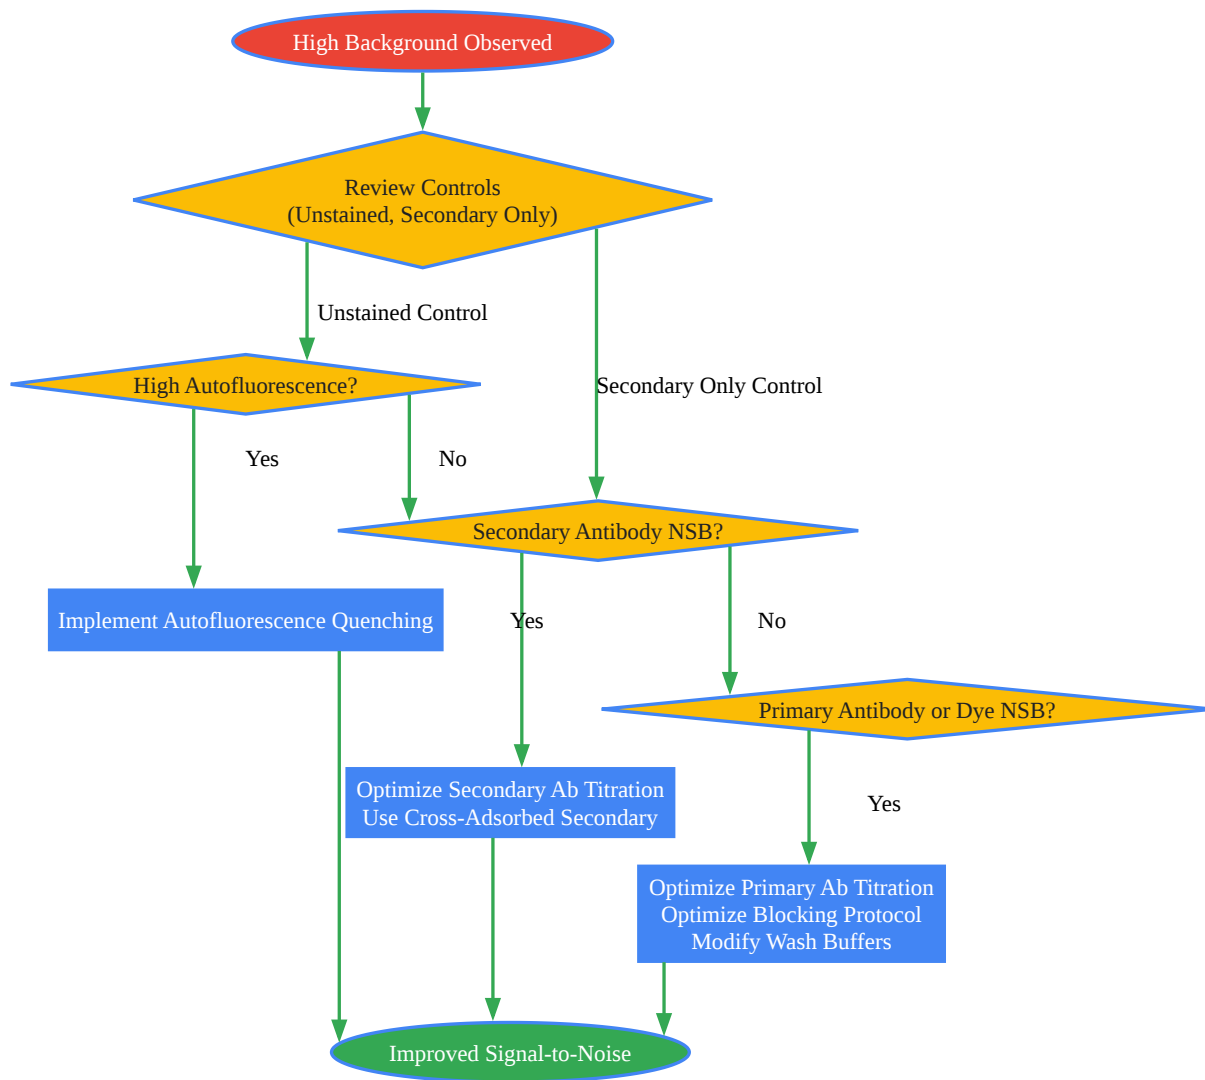 High Background Observed
Review Controls
(Unstained, Secondary Only)
Unstained Control
High Autofluorescence?
Secondary Only Control
Yes
No
Secondary Antibody NSB?
Implement Autofluorescence Quenching
Yes
No
Primary Antibody or Dye NSB?
Optimize Secondary Ab Titration
Use Cross-Adsorbed Secondary
Yes
Optimize Primary Ab Titration
Optimize Blocking Protocol
Modify Wash Buffers
Improved Signal-to-Noise